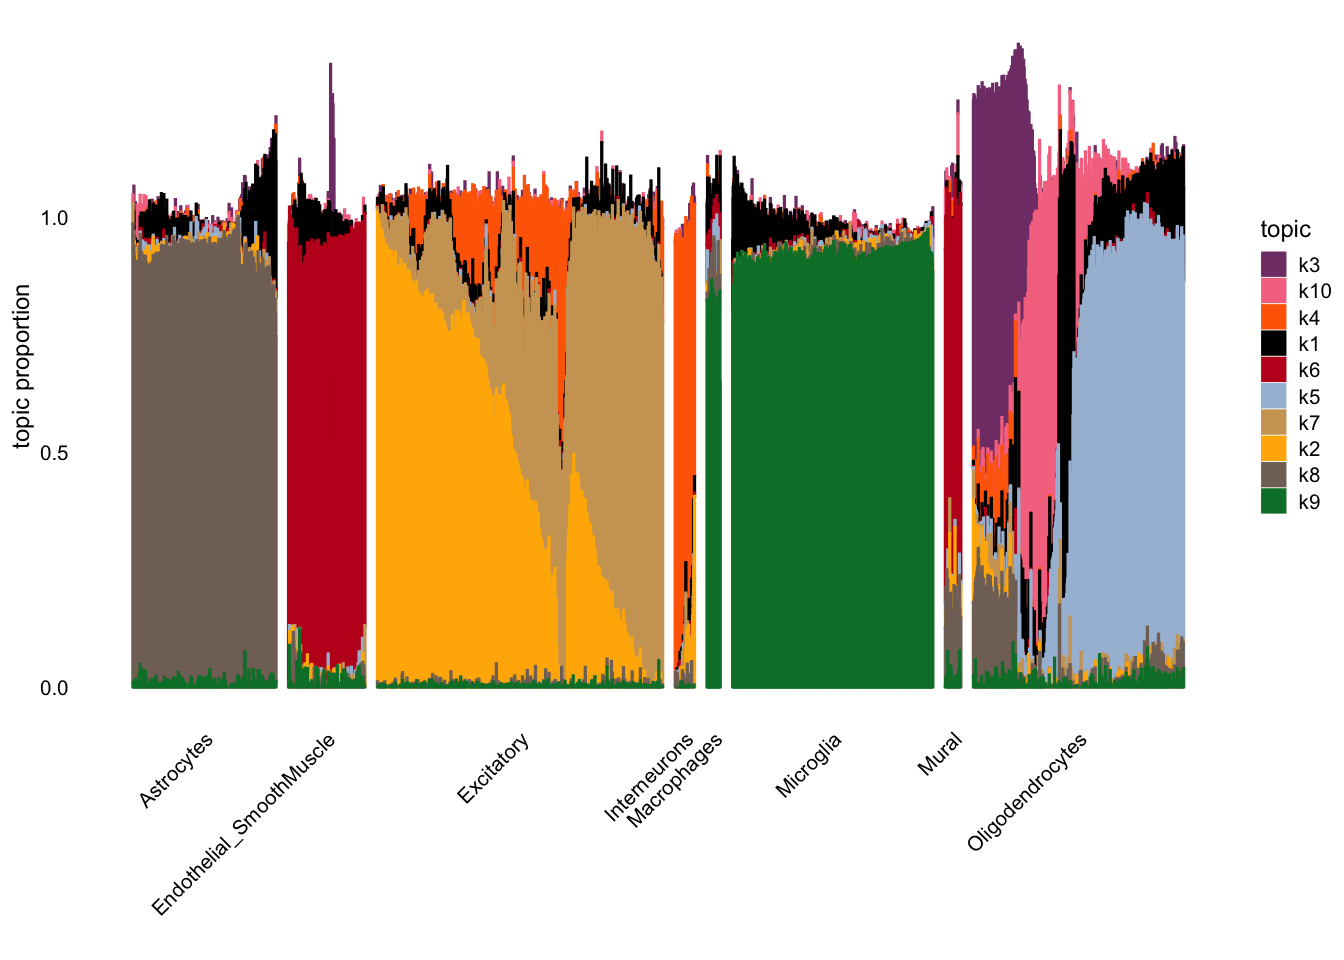 topic proportion
1.0
0.5
0.0
Astrocytes
Endothelial_SmoothMuscle
Excitatory
Interneurons
Macrophages
Microglia
Mural
Oligodendrocytes
topic
k3
k10
k4
k1
k6
k5
k7
k2
k8
k9